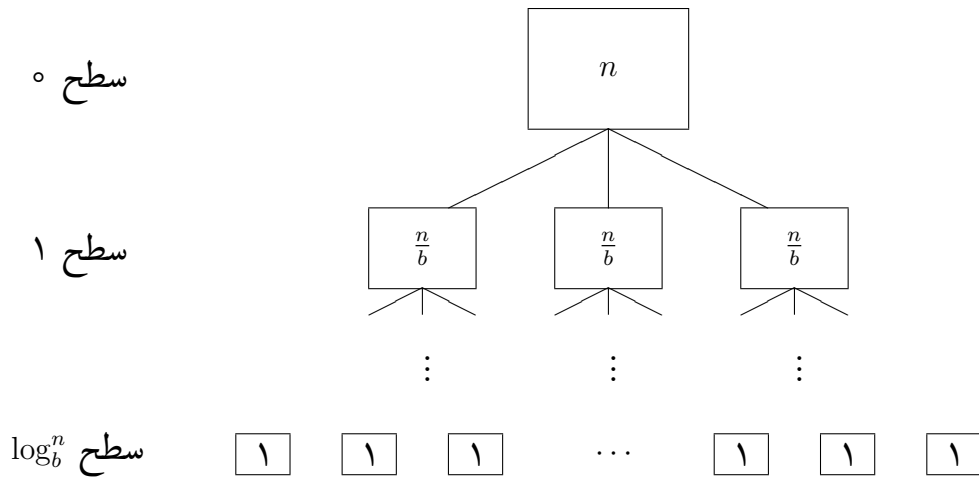 سطح ۰
n
سطح ۱
n/b n/b n/b
⋮ ⋮ ⋮
سطح log_b^n
۱ ۱ ۱ ⋯ ۱ ۱ ۱